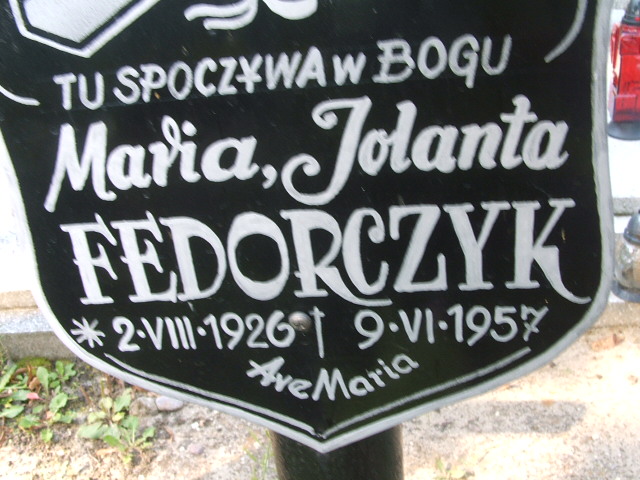 TU SPOCZYWA W BOGU
Maria, Jolanta
FEDORCZYK
* 2·VIII·1926 † 9·VI·1957
Ave Maria